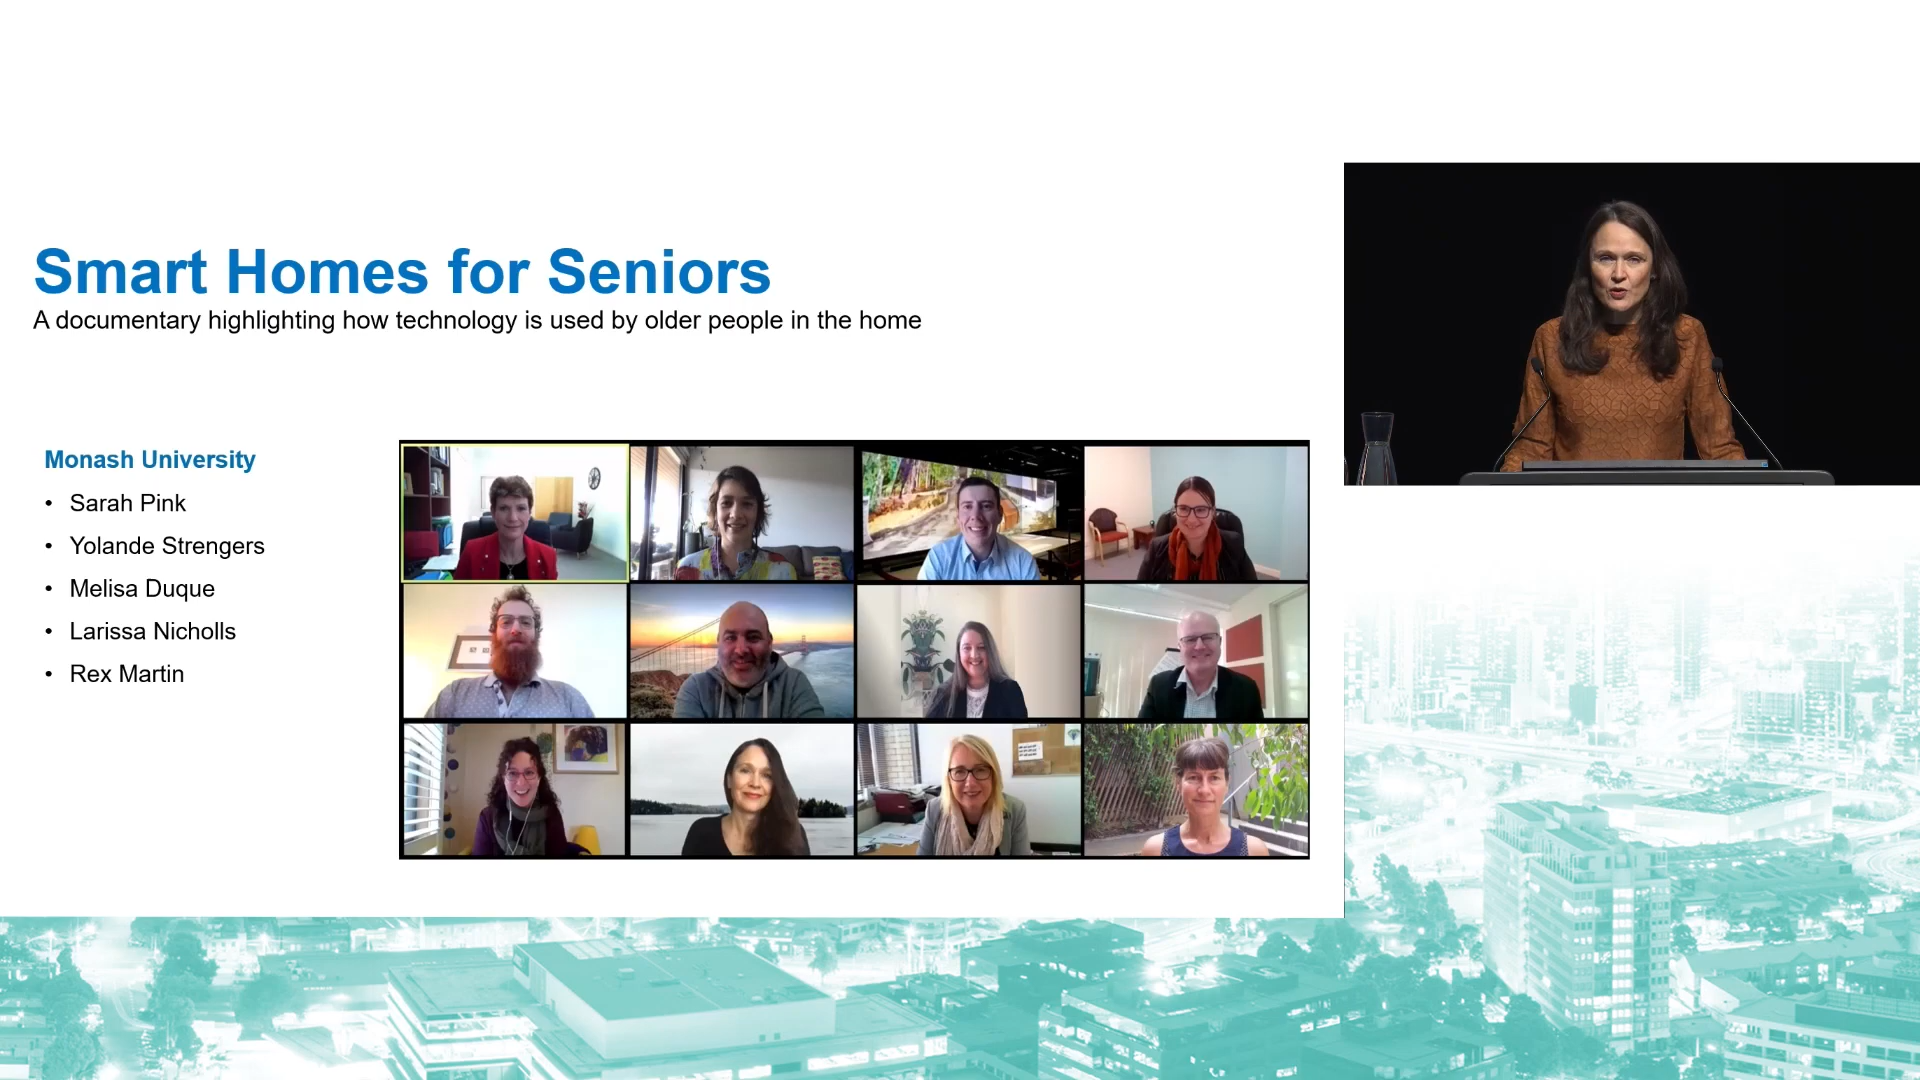 Smart Homes for Seniors
A documentary highlighting how technology is used by older people in the home
Monash University
• Sarah Pink
• Yolande Strengers
• Melisa Duque
• Larissa Nicholls
• Rex Martin